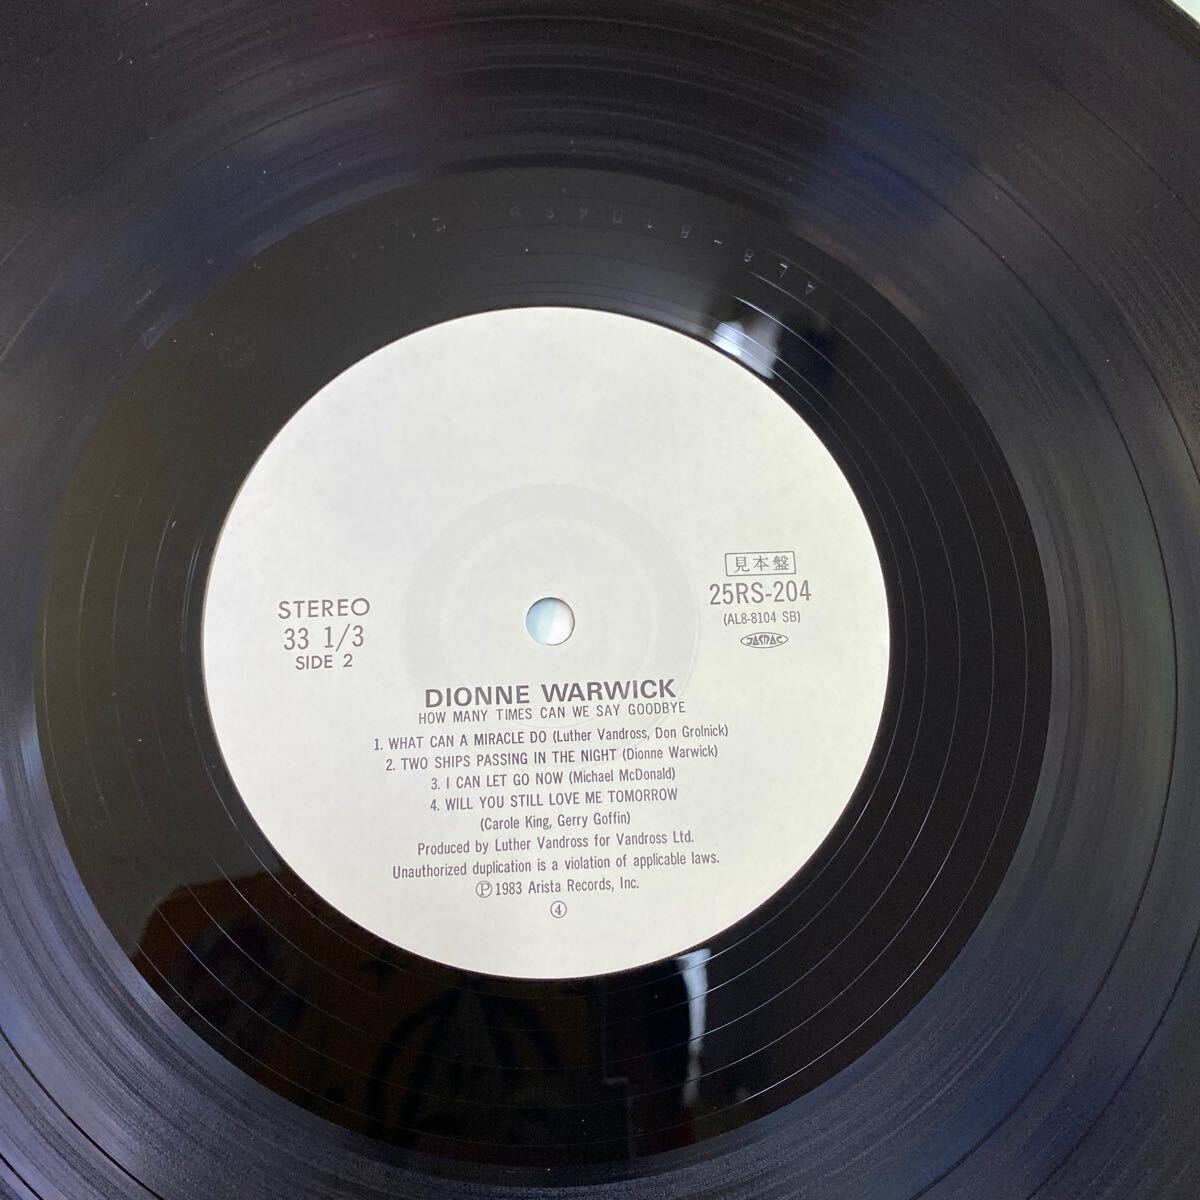 AL8-8104SB
STEREO
33 1/3
SIDE 2
見本盤
25RS-204
(AL8-8104 SB)
JASRAC
DIONNE WARWICK
HOW MANY TIMES CAN WE SAY GOODBYE
1. WHAT CAN A MIRACLE DO (Luther Vandross, Don Grolnick)
2. TWO SHIPS PASSING IN THE NIGHT (Dionne Warwick)
3. I CAN LET GO NOW (Michael McDonald)
4. WILL YOU STILL LOVE ME TOMORROW
(Carole King, Gerry Goffin)
Produced by Luther Vandross for Vandross Ltd.
Unauthorized duplication is a violation of applicable laws.
Ⓟ 1983 Arista Records, Inc.
④